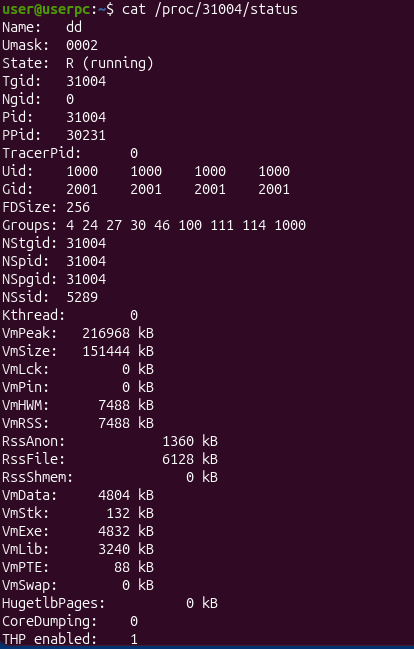 user@userpc:~$ cat /proc/31004/status
Name:   dd
Umask:  0002
State:  R (running)
Tgid:   31004
Ngid:   0
Pid:    31004
PPid:   30231
TracerPid:      0
Uid:    1000    1000    1000    1000
Gid:    2001    2001    2001    2001
FDSize: 256
Groups: 4 24 27 30 46 100 111 114 1000
NStgid: 31004
NSpid:  31004
NSpgid: 31004
NSsid:  5289
Kthread:        0
VmPeak:   216968 kB
VmSize:   151444 kB
VmLck:         0 kB
VmPin:         0 kB
VmHWM:      7488 kB
VmRSS:      7488 kB
RssAnon:            1360 kB
RssFile:            6128 kB
RssShmem:              0 kB
VmData:     4804 kB
VmStk:       132 kB
VmExe:      4832 kB
VmLib:      3240 kB
VmPTE:        88 kB
VmSwap:        0 kB
HugetlbPages:          0 kB
CoreDumping:    0
THP_enabled:    1